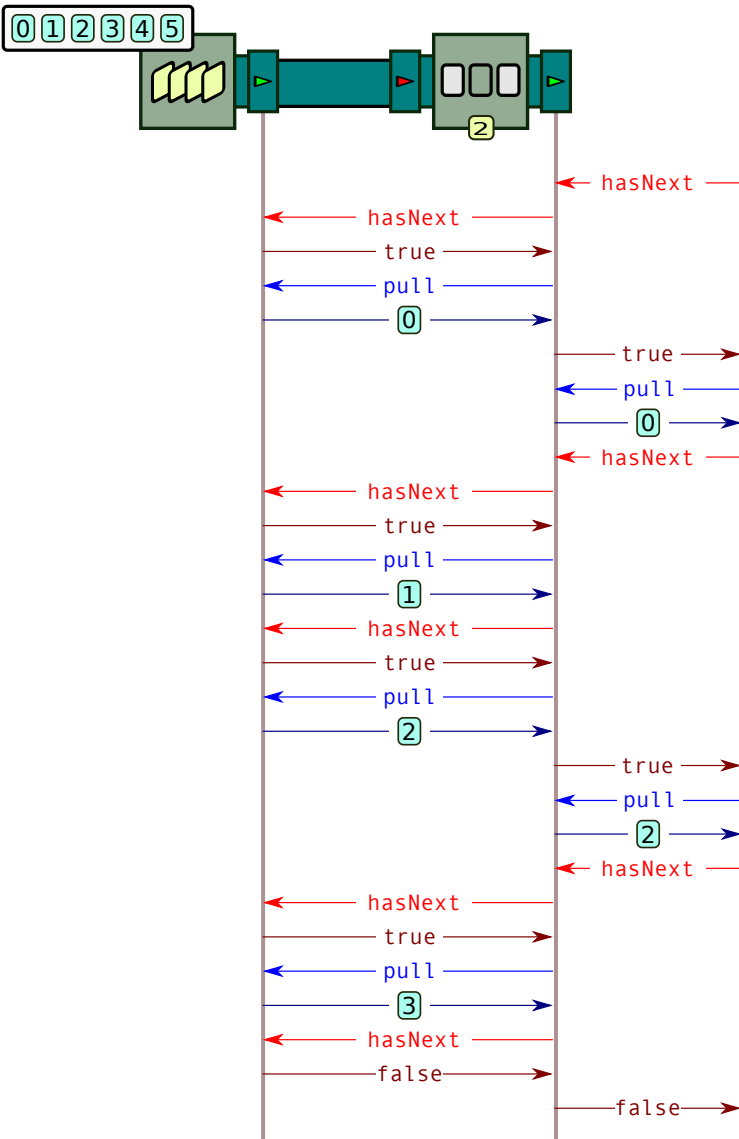 0 1 2 3 4 5
2
hasNext
hasNext
true
pull
0
true
pull
0
hasNext
hasNext
true
pull
1
hasNext
true
pull
2
true
pull
2
hasNext
hasNext
true
pull
3
hasNext
false
false